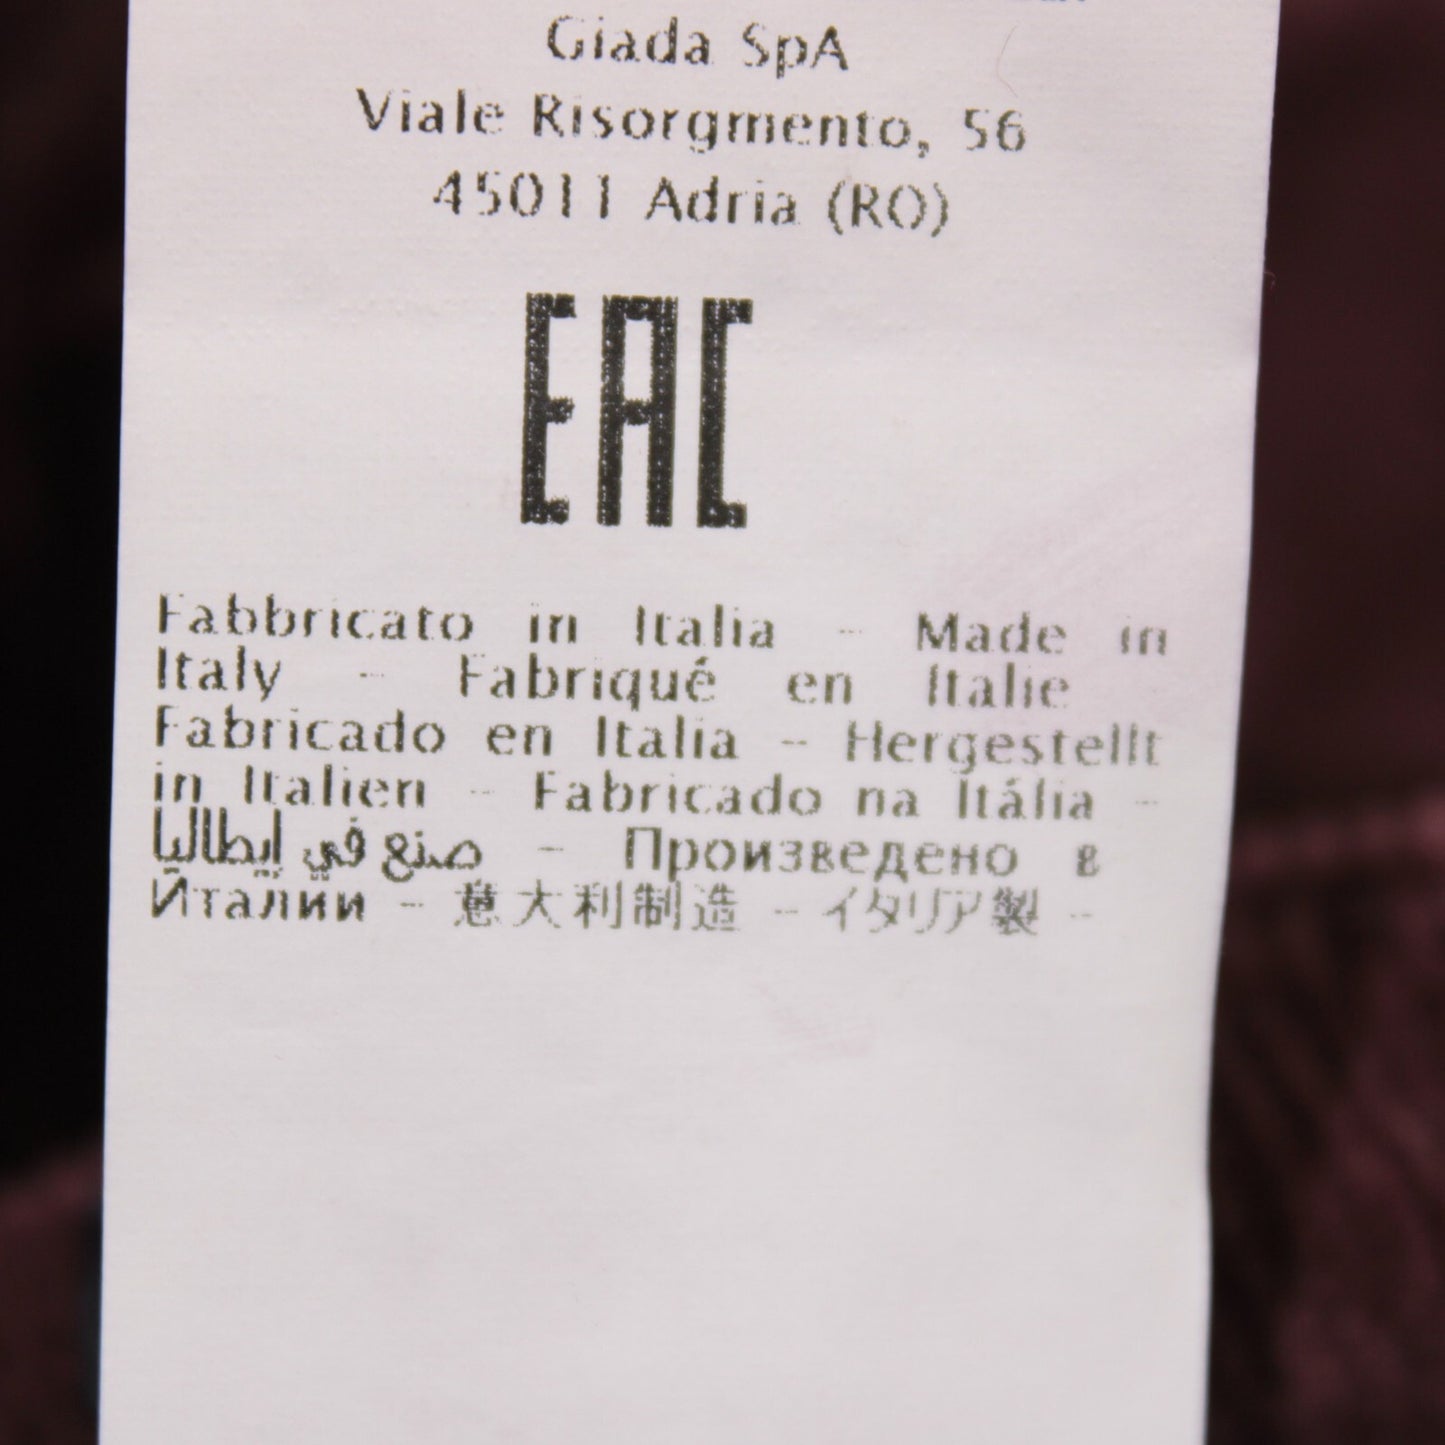 Giada SpA
Viale Risorgmento, 56
45011 Adria (RO)
EAC
Fabbricato in Italia - Made in
Italy - Fabriqué en Italie
Fabricado en Italia - Hergestellt
in Italien - Fabricado na Itália -
صنع في إيطاليا - Произведено в
Италии - 意大利制造 - イタリア製 -